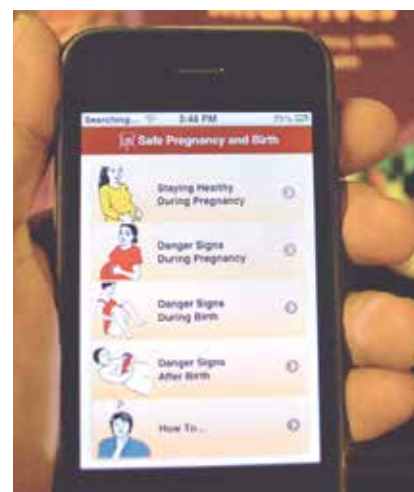 Searching... 3:46 PM 75%
Safe Pregnancy and Birth
Staying Healthy
During Pregnancy
Danger Signs
During Pregnancy
Danger Signs
During Birth
Danger Signs
After Birth
How To...